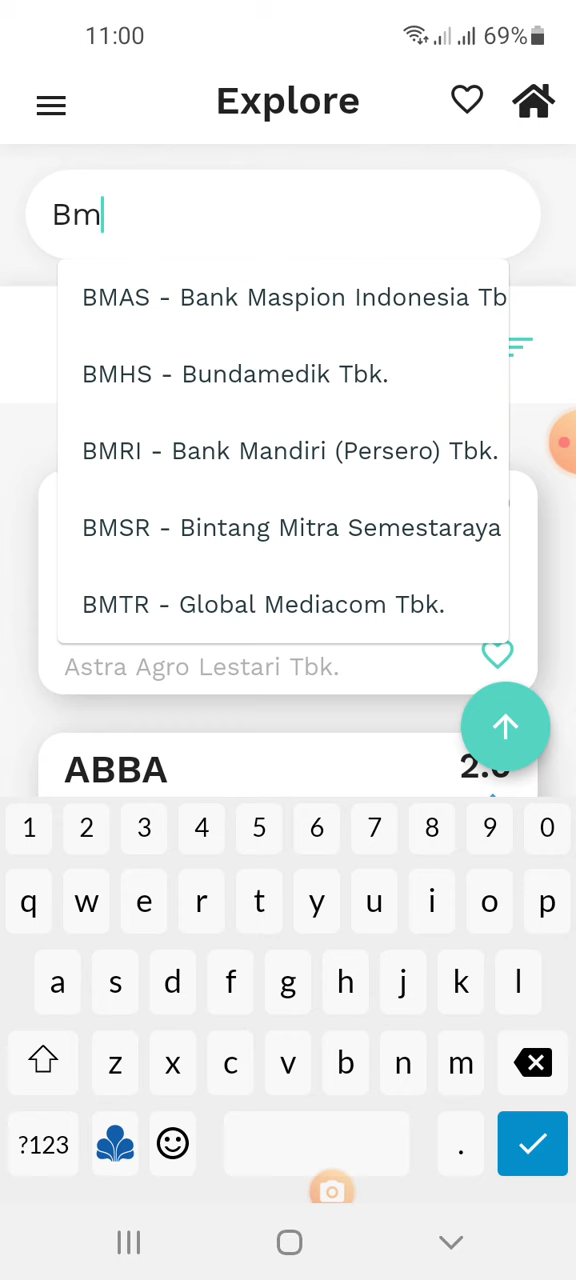 11:00 69%
Explore
Bm
BMAS - Bank Maspion Indonesia Tb
BMHS - Bundamedik Tbk.
BMRI - Bank Mandiri (Persero) Tbk.
BMSR - Bintang Mitra Semestaraya
BMTR - Global Mediacom Tbk.
Astra Agro Lestari Tbk.
ABBA
1 2 3 4 5 6 7 8 9 0
q w e r t y u i o p
a s d f g h j k l
z x c v b n m
?123 .